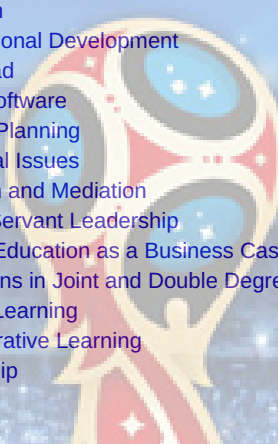 onal Development
oftware
Planning
al Issues
and Mediation
Servant Leadership
Education as a Business Cas
ns in Joint and Double Degre
Learning
rative Learning
ip